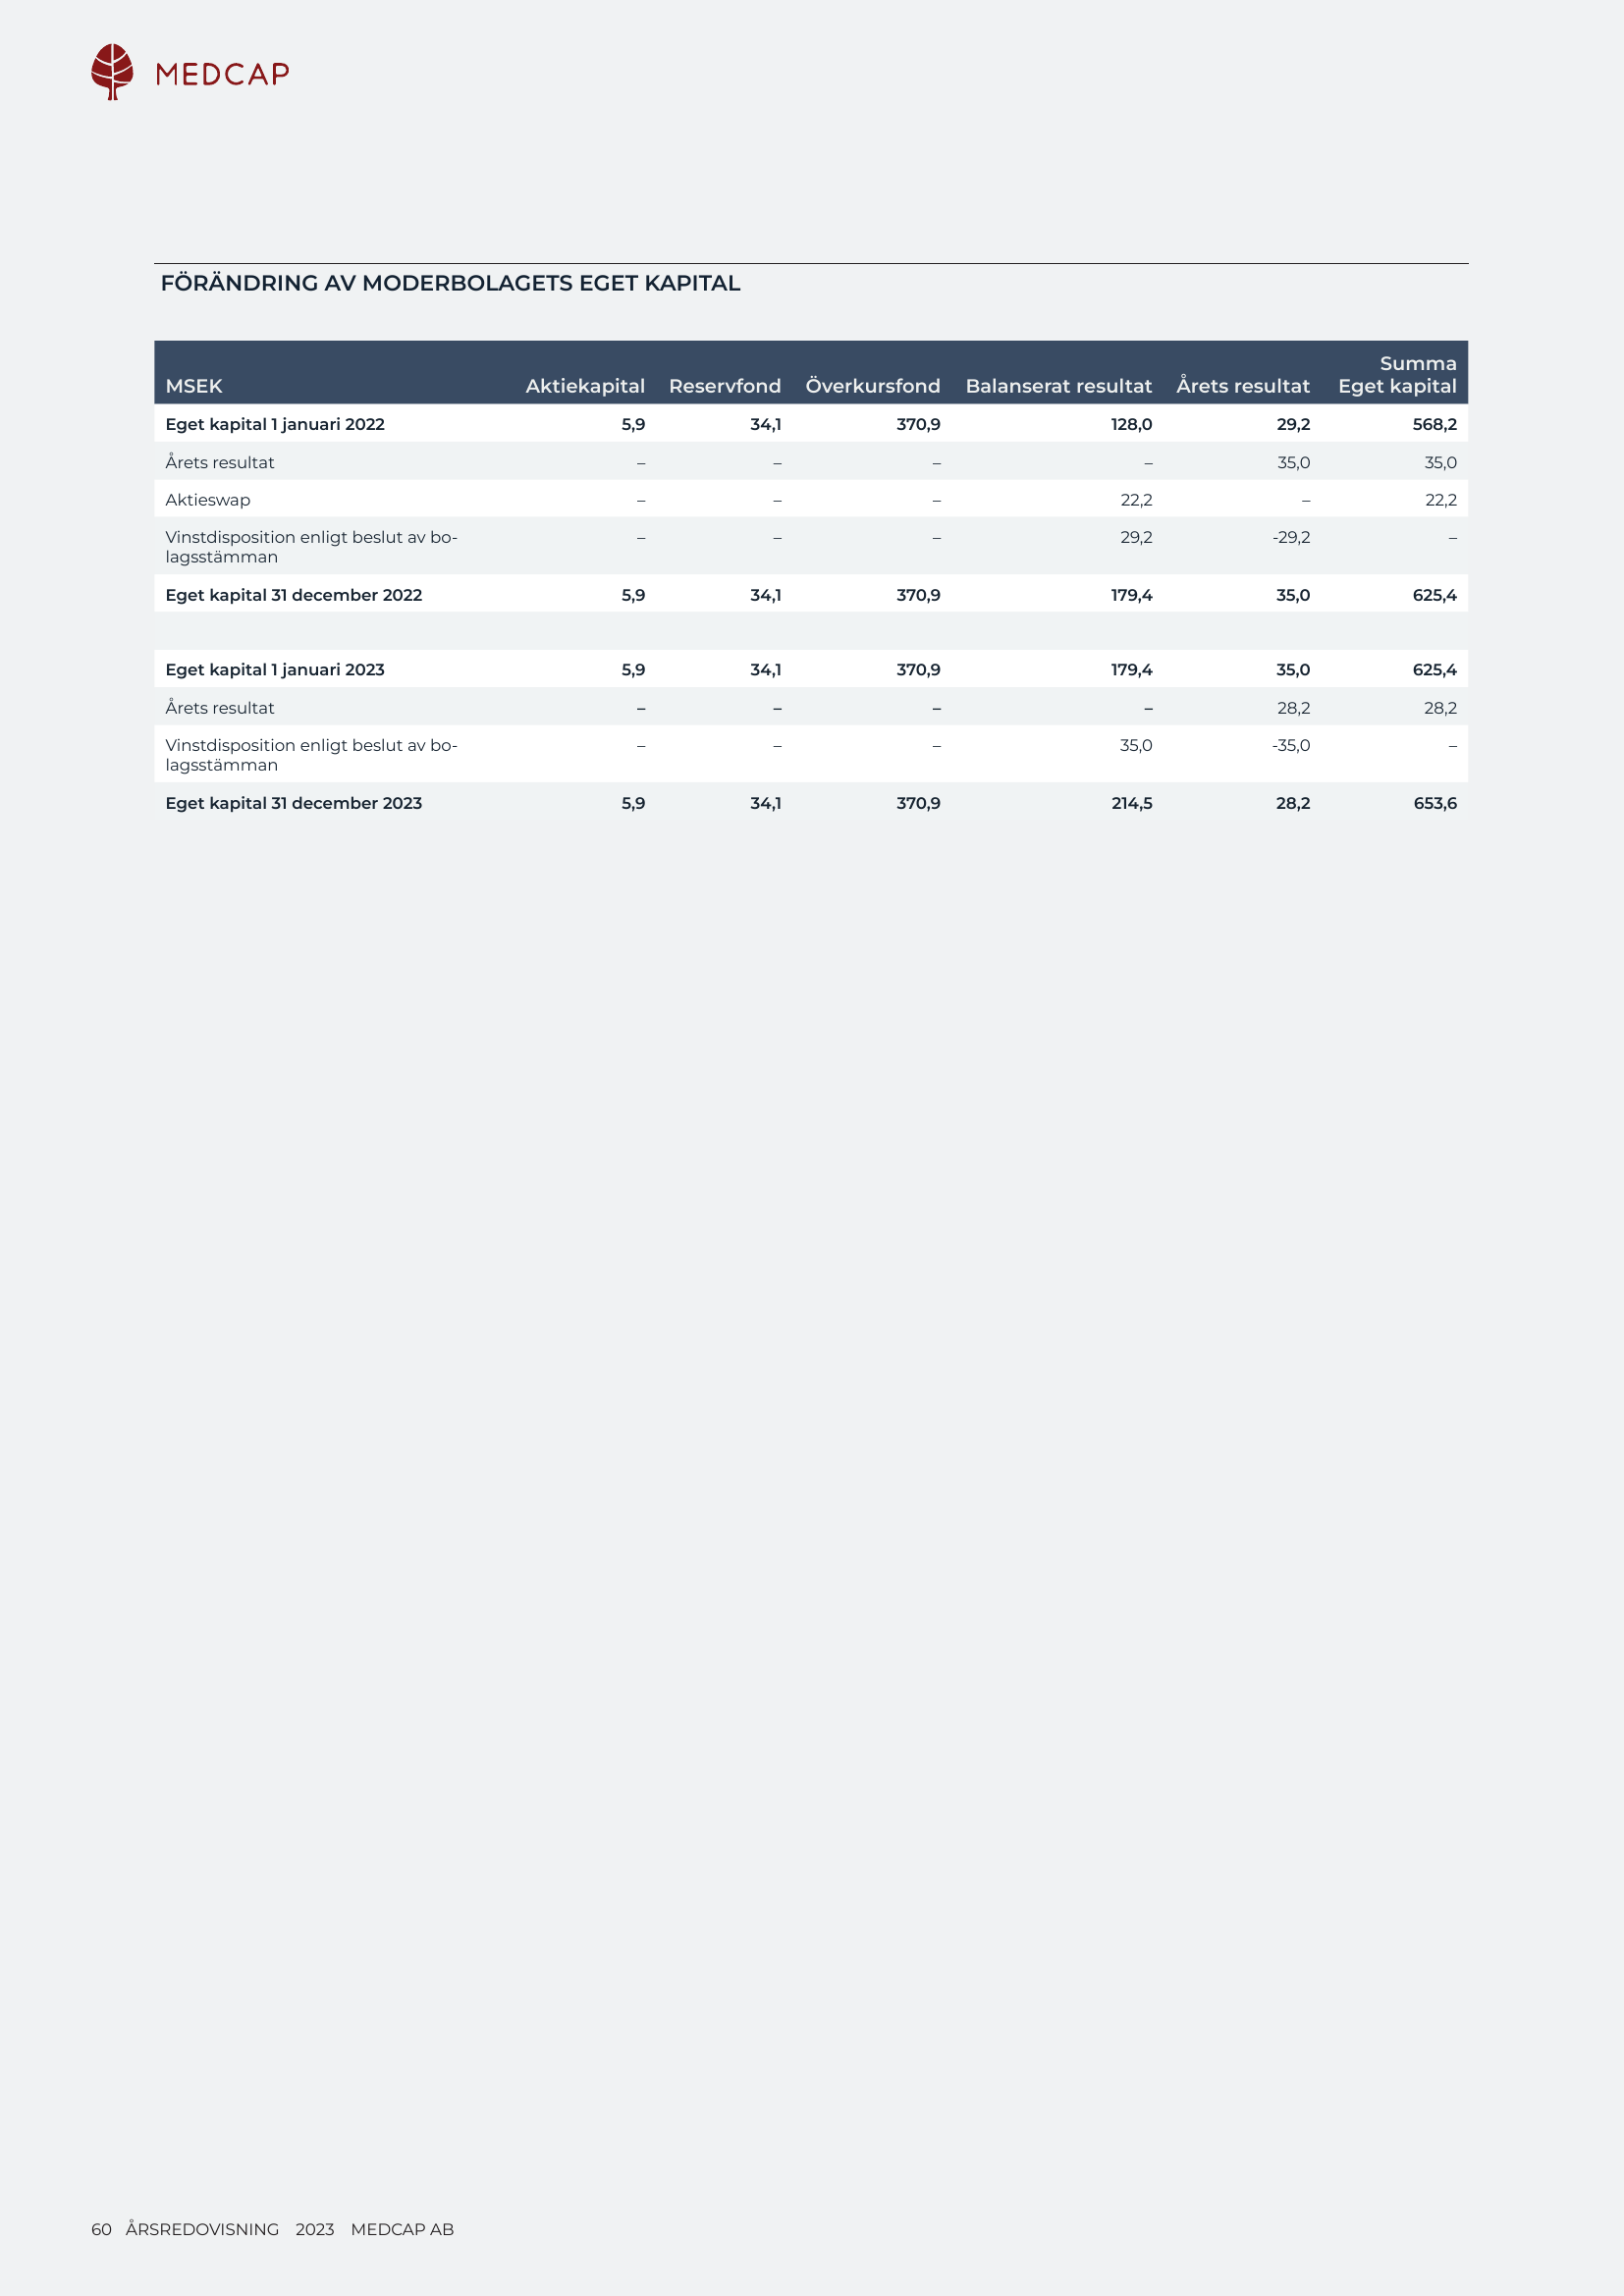 MEDCAP
FÖRÄNDRING AV MODERBOLAGETS EGET KAPITAL
MSEK Aktiekapital Reservfond Överkursfond Balanserat resultat Årets resultat Summa Eget kapital
Eget kapital 1 januari 2022 5,9 34,1 370,9 128,0 29,2 568,2
Årets resultat – – – – 35,0 35,0
Aktieswap – – – 22,2 – 22,2
Vinstdisposition enligt beslut av bo- – – – 29,2 -29,2 –
lagsstämman
Eget kapital 31 december 2022 5,9 34,1 370,9 179,4 35,0 625,4
Eget kapital 1 januari 2023 5,9 34,1 370,9 179,4 35,0 625,4
Årets resultat – – – – 28,2 28,2
Vinstdisposition enligt beslut av bo- – – – 35,0 -35,0 –
lagsstämman
Eget kapital 31 december 2023 5,9 34,1 370,9 214,5 28,2 653,6
60 ÅRSREDOVISNING 2023 MEDCAP AB